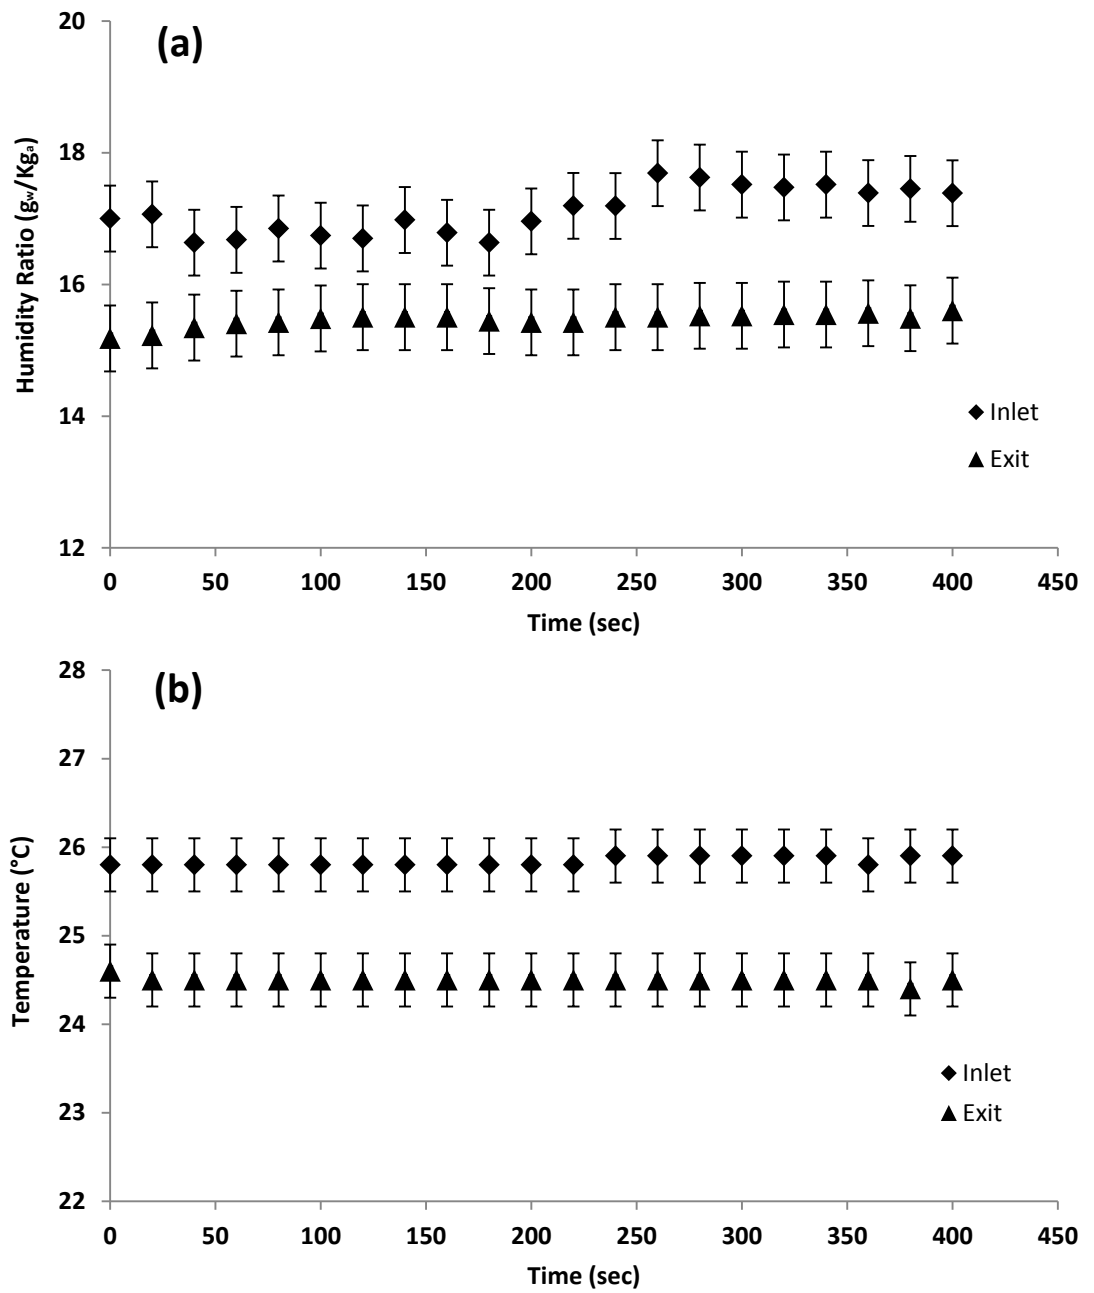 20
(a)
18
16
14
12
Humidity Ratio (gw/Kga)
Inlet
Exit
0 50 100 150 200 250 300 350 400 450
Time (sec)
28
(b)
27
26
25
24
23
22
Temperature (°C)
Inlet
Exit
0 50 100 150 200 250 300 350 400 450
Time (sec)